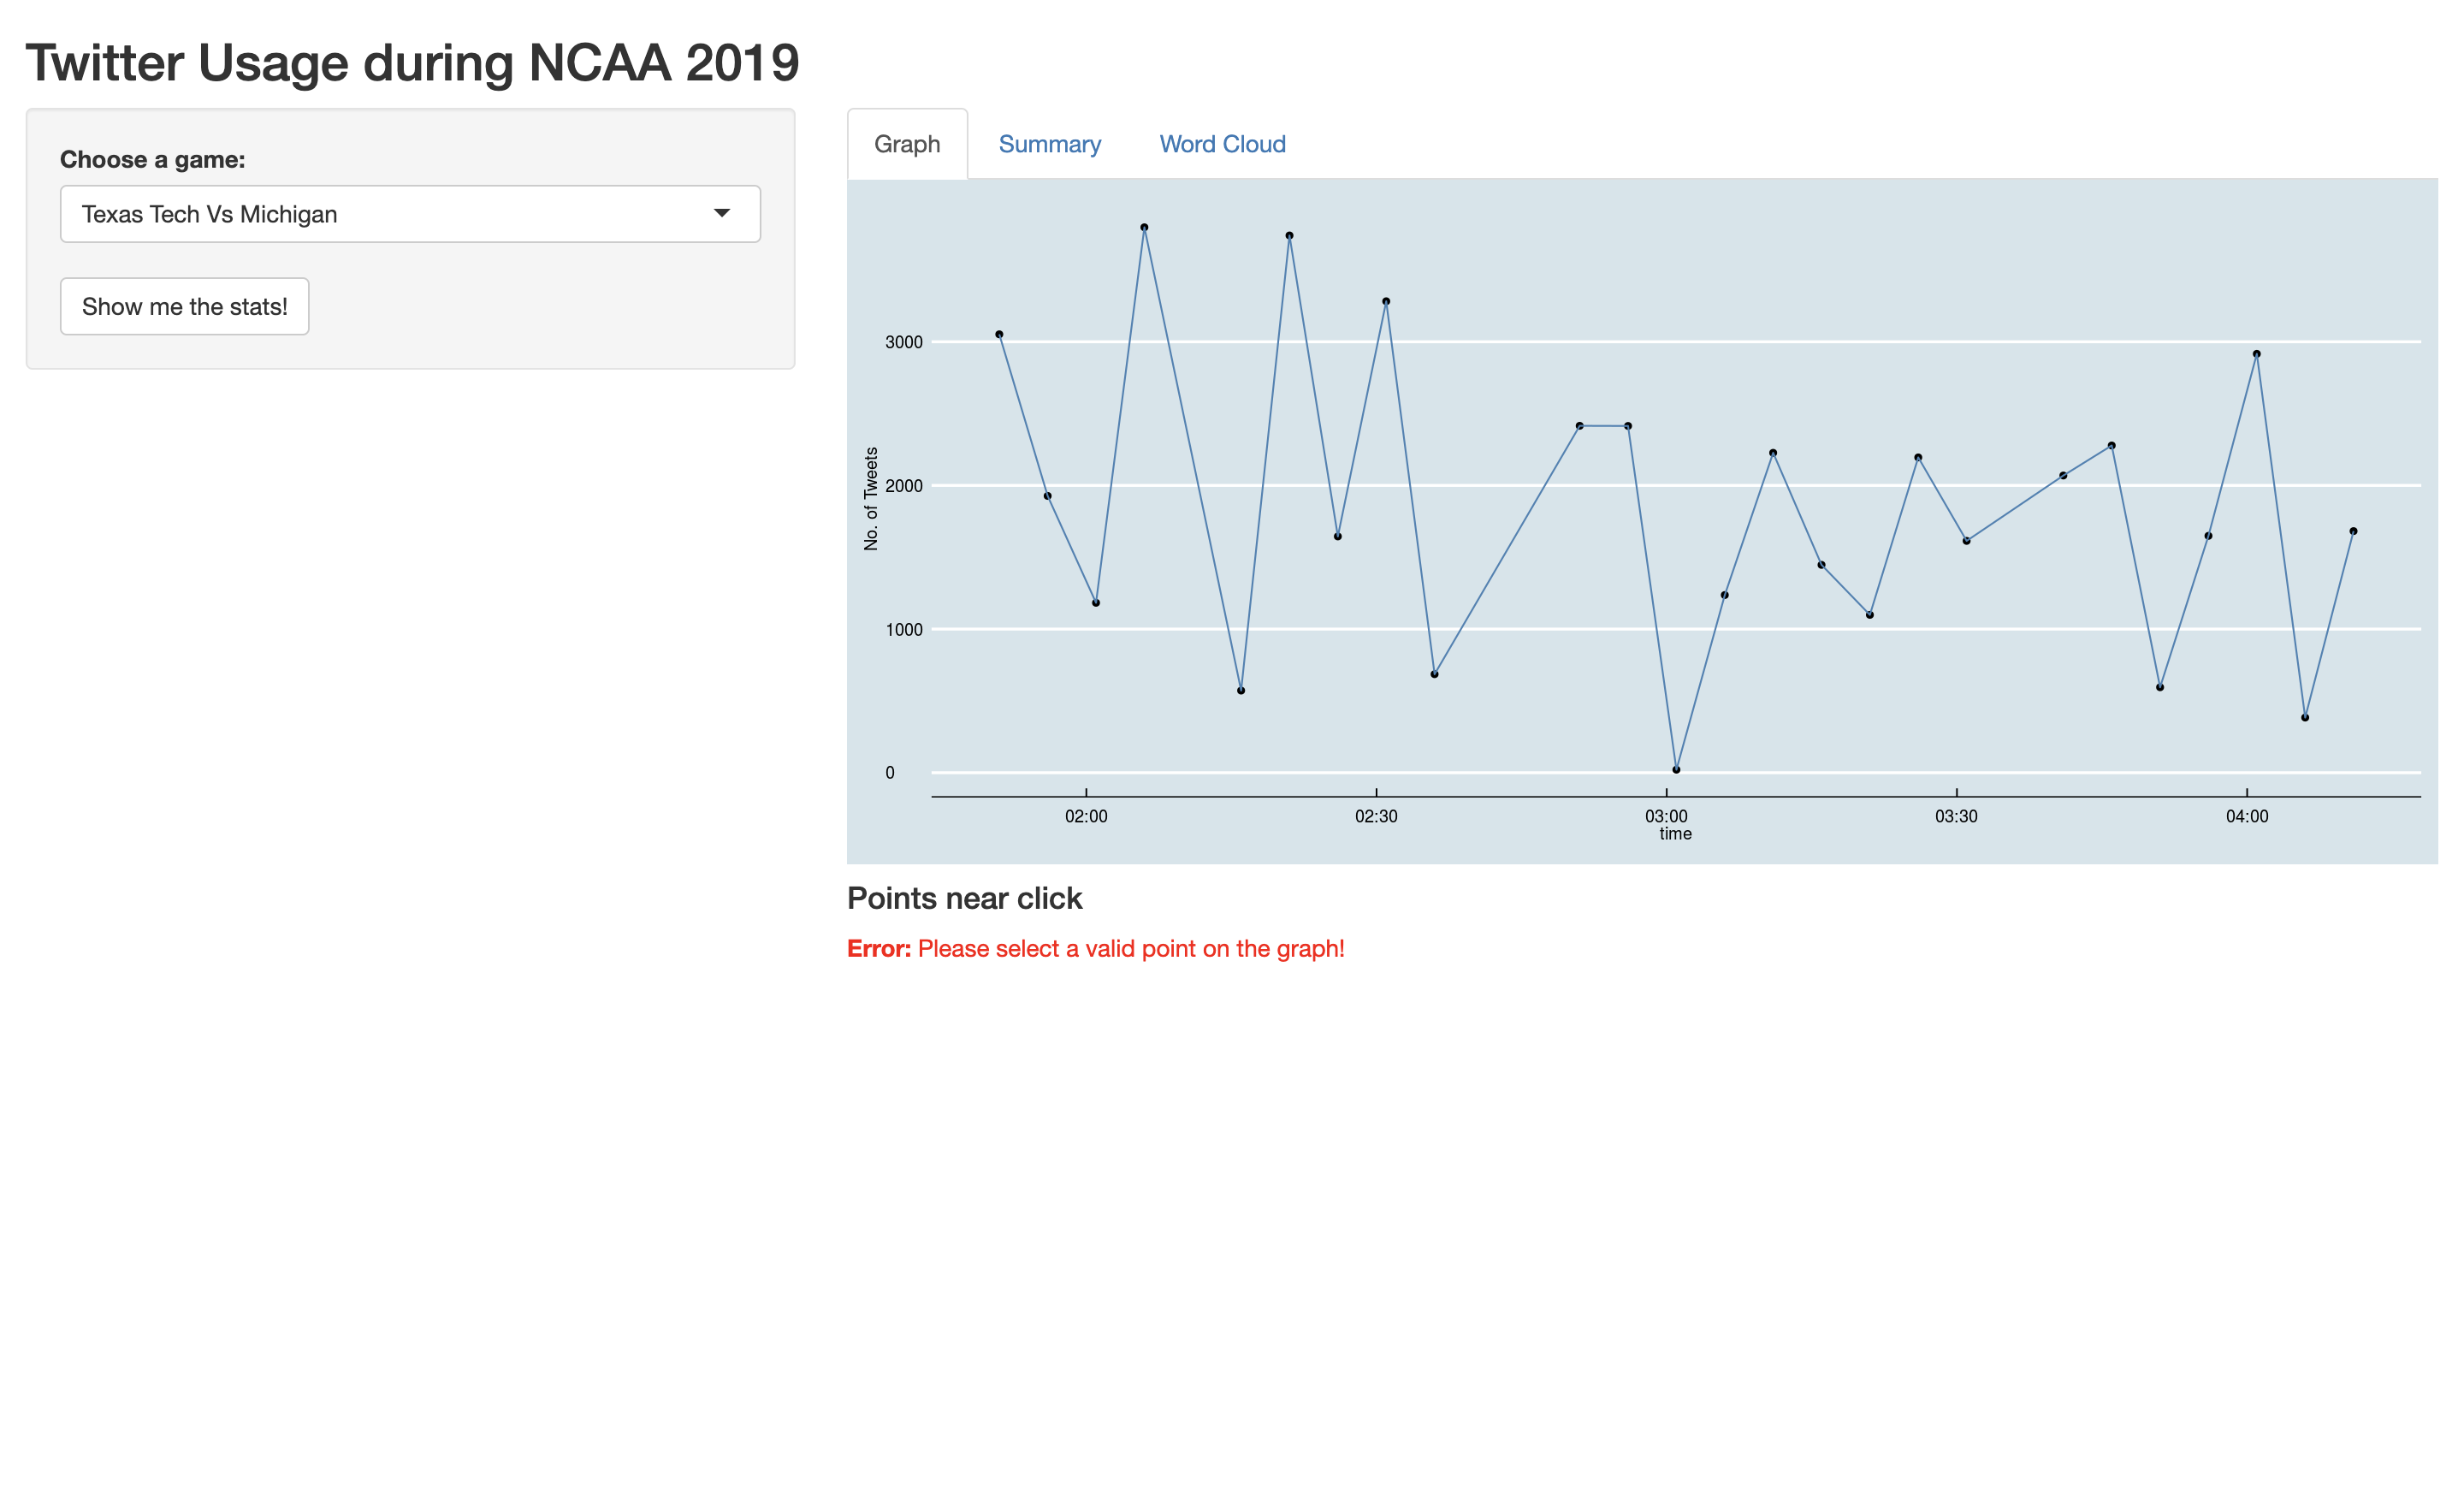 Twitter Usage during NCAA 2019
Choose a game:
Texas Tech Vs Michigan
Show me the stats!
Graph Summary Word Cloud
No. of Tweets
3000
2000
1000
0
02:00 02:30 03:00 03:30 04:00
time
Points near click
Error: Please select a valid point on the graph!